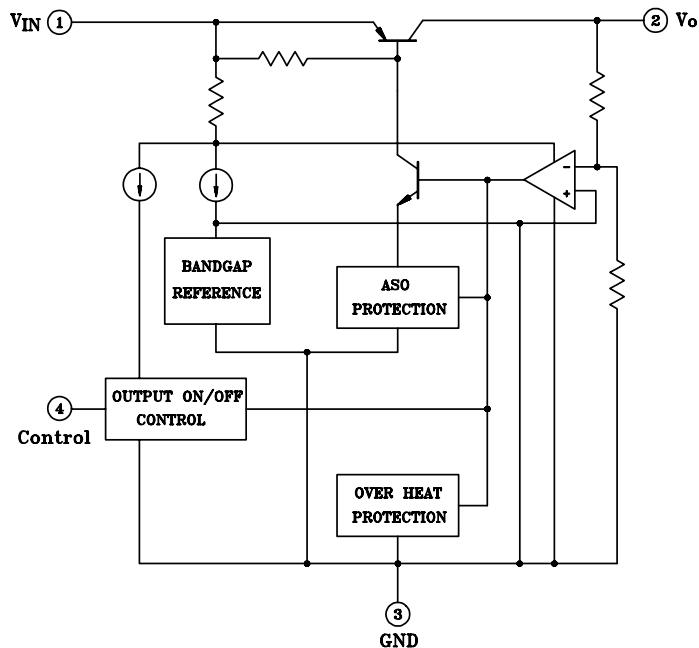 VIN 1
2 Vo
-
+
BANDGAP
REFERENCE
ASO
PROTECTION
4
Control
OUTPUT ON/OFF
CONTROL
OVER HEAT
PROTECTION
3
GND